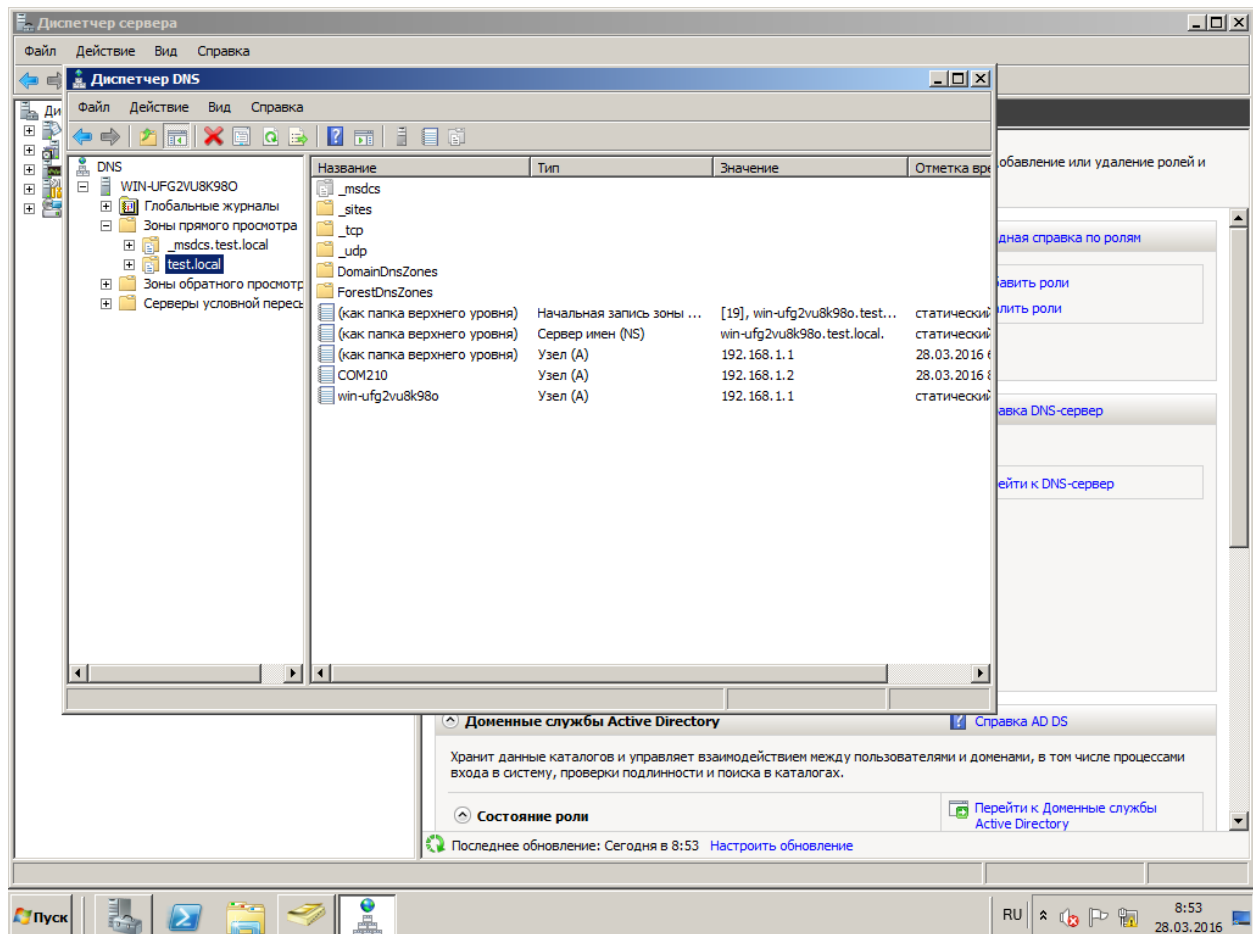 Диспетчер сервера
Файл Действие Вид Справка
Диспетчер DNS
Файл Действие Вид Справка
DNS
WIN-UFG2VU8K98O
Глобальные журналы
Зоны прямого просмотра
_msdcs.test.local
test.local
Зоны обратного просмотр
Серверы условной пересы
Название Тип Значение Отметка вре
_msdcs
_sites
_tcp
_udp
DomainDnsZones
ForestDnsZones
(как папка верхнего уровня) Начальная запись зоны ... [19], win-ufg2vu8k98o.test... статический
(как папка верхнего уровня) Сервер имен (NS) win-ufg2vu8k98o.test.local. статический
(как папка верхнего уровня) Узел (A) 192.168.1.1 28.03.2016 6
COM210 Узел (A) 192.168.1.2 28.03.2016 8
win-ufg2vu8k98o Узел (A) 192.168.1.1 статический
Ди
обавление или удаление ролей и
дная справка по ролям
авить роли
лить роли
авка DNS-сервер
ейти к DNS-сервер
Доменные службы Active Directory Справка AD DS
Хранит данные каталогов и управляет взаимодействием между пользователями и доменами, в том числе процессами
входа в систему, проверки подлинности и поиска в каталогах.
Состояние роли Перейти к Доменные службы
Active Directory
Последнее обновление: Сегодня в 8:53 Настроить обновление
Пуск RU 8:53
28.03.2016